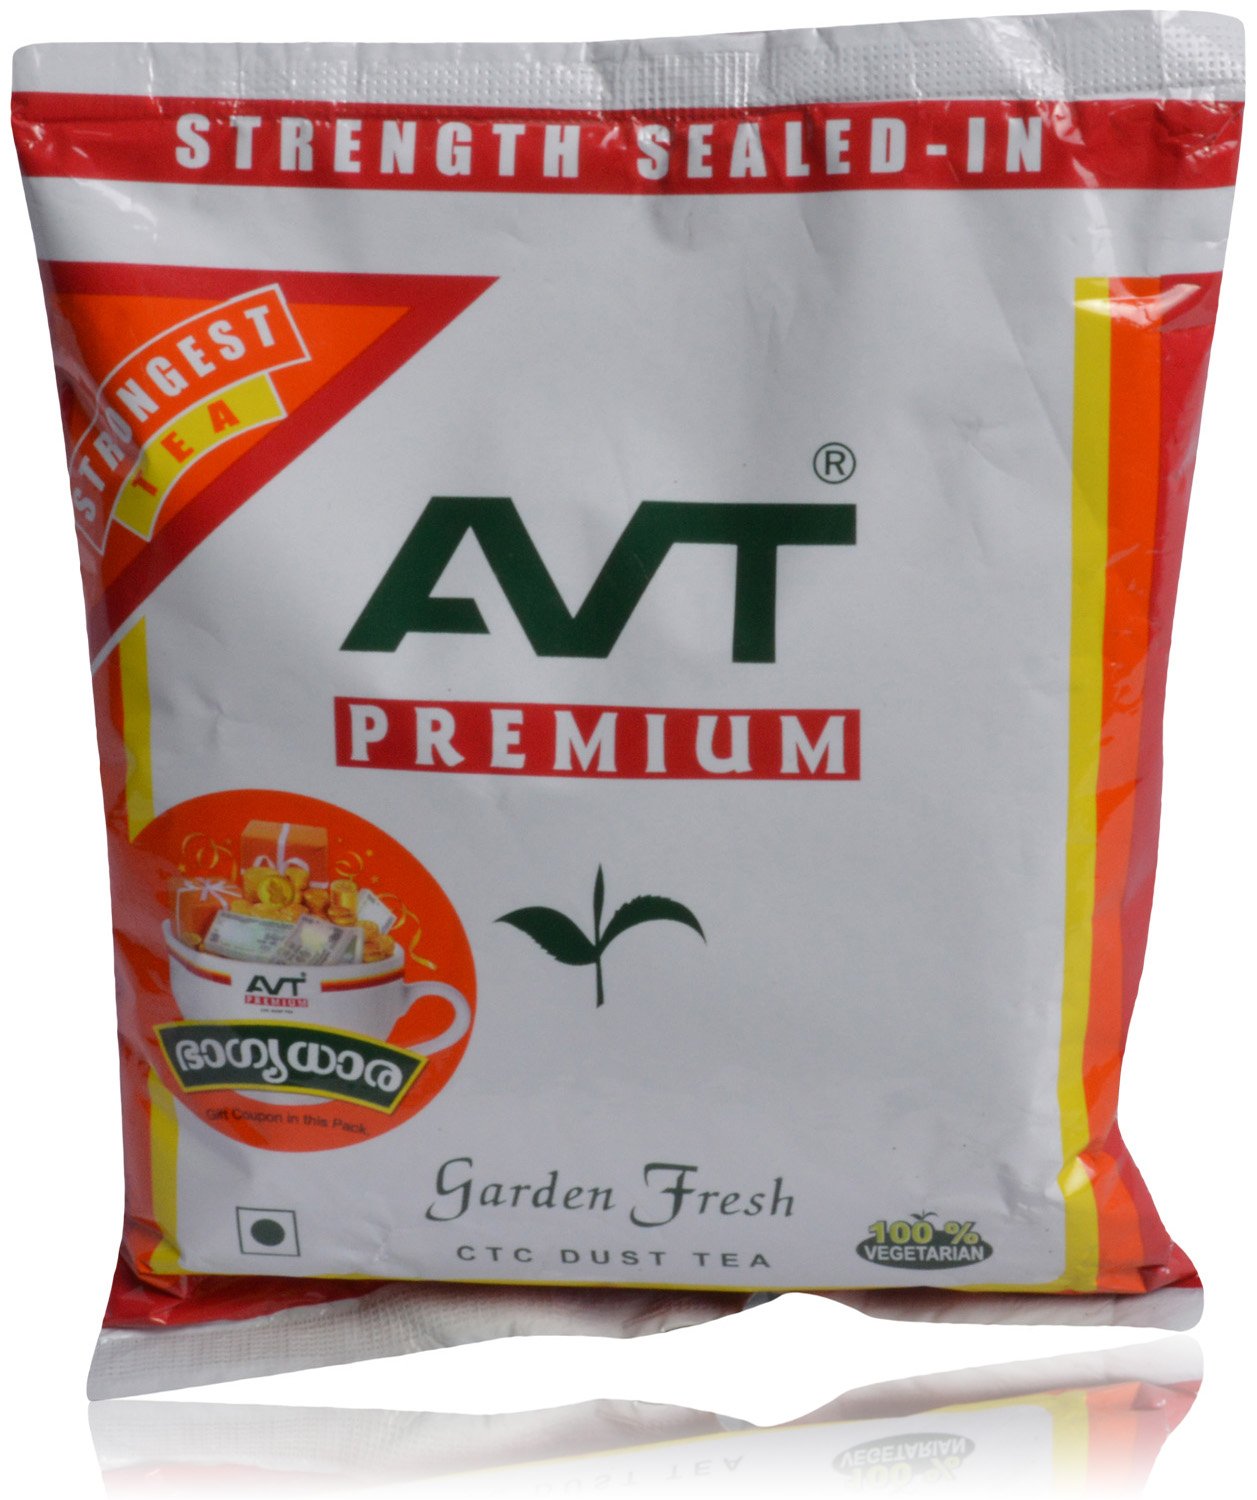 STRENGTH SEALED-IN
STRONGEST
TEA
AVT®
PREMIUM
AVT
PREMIUM
ഭാഗ്യധാര
Gift Coupon in this Pack.
Garden Fresh
CTC DUST TEA
100 %
VEGETARIAN